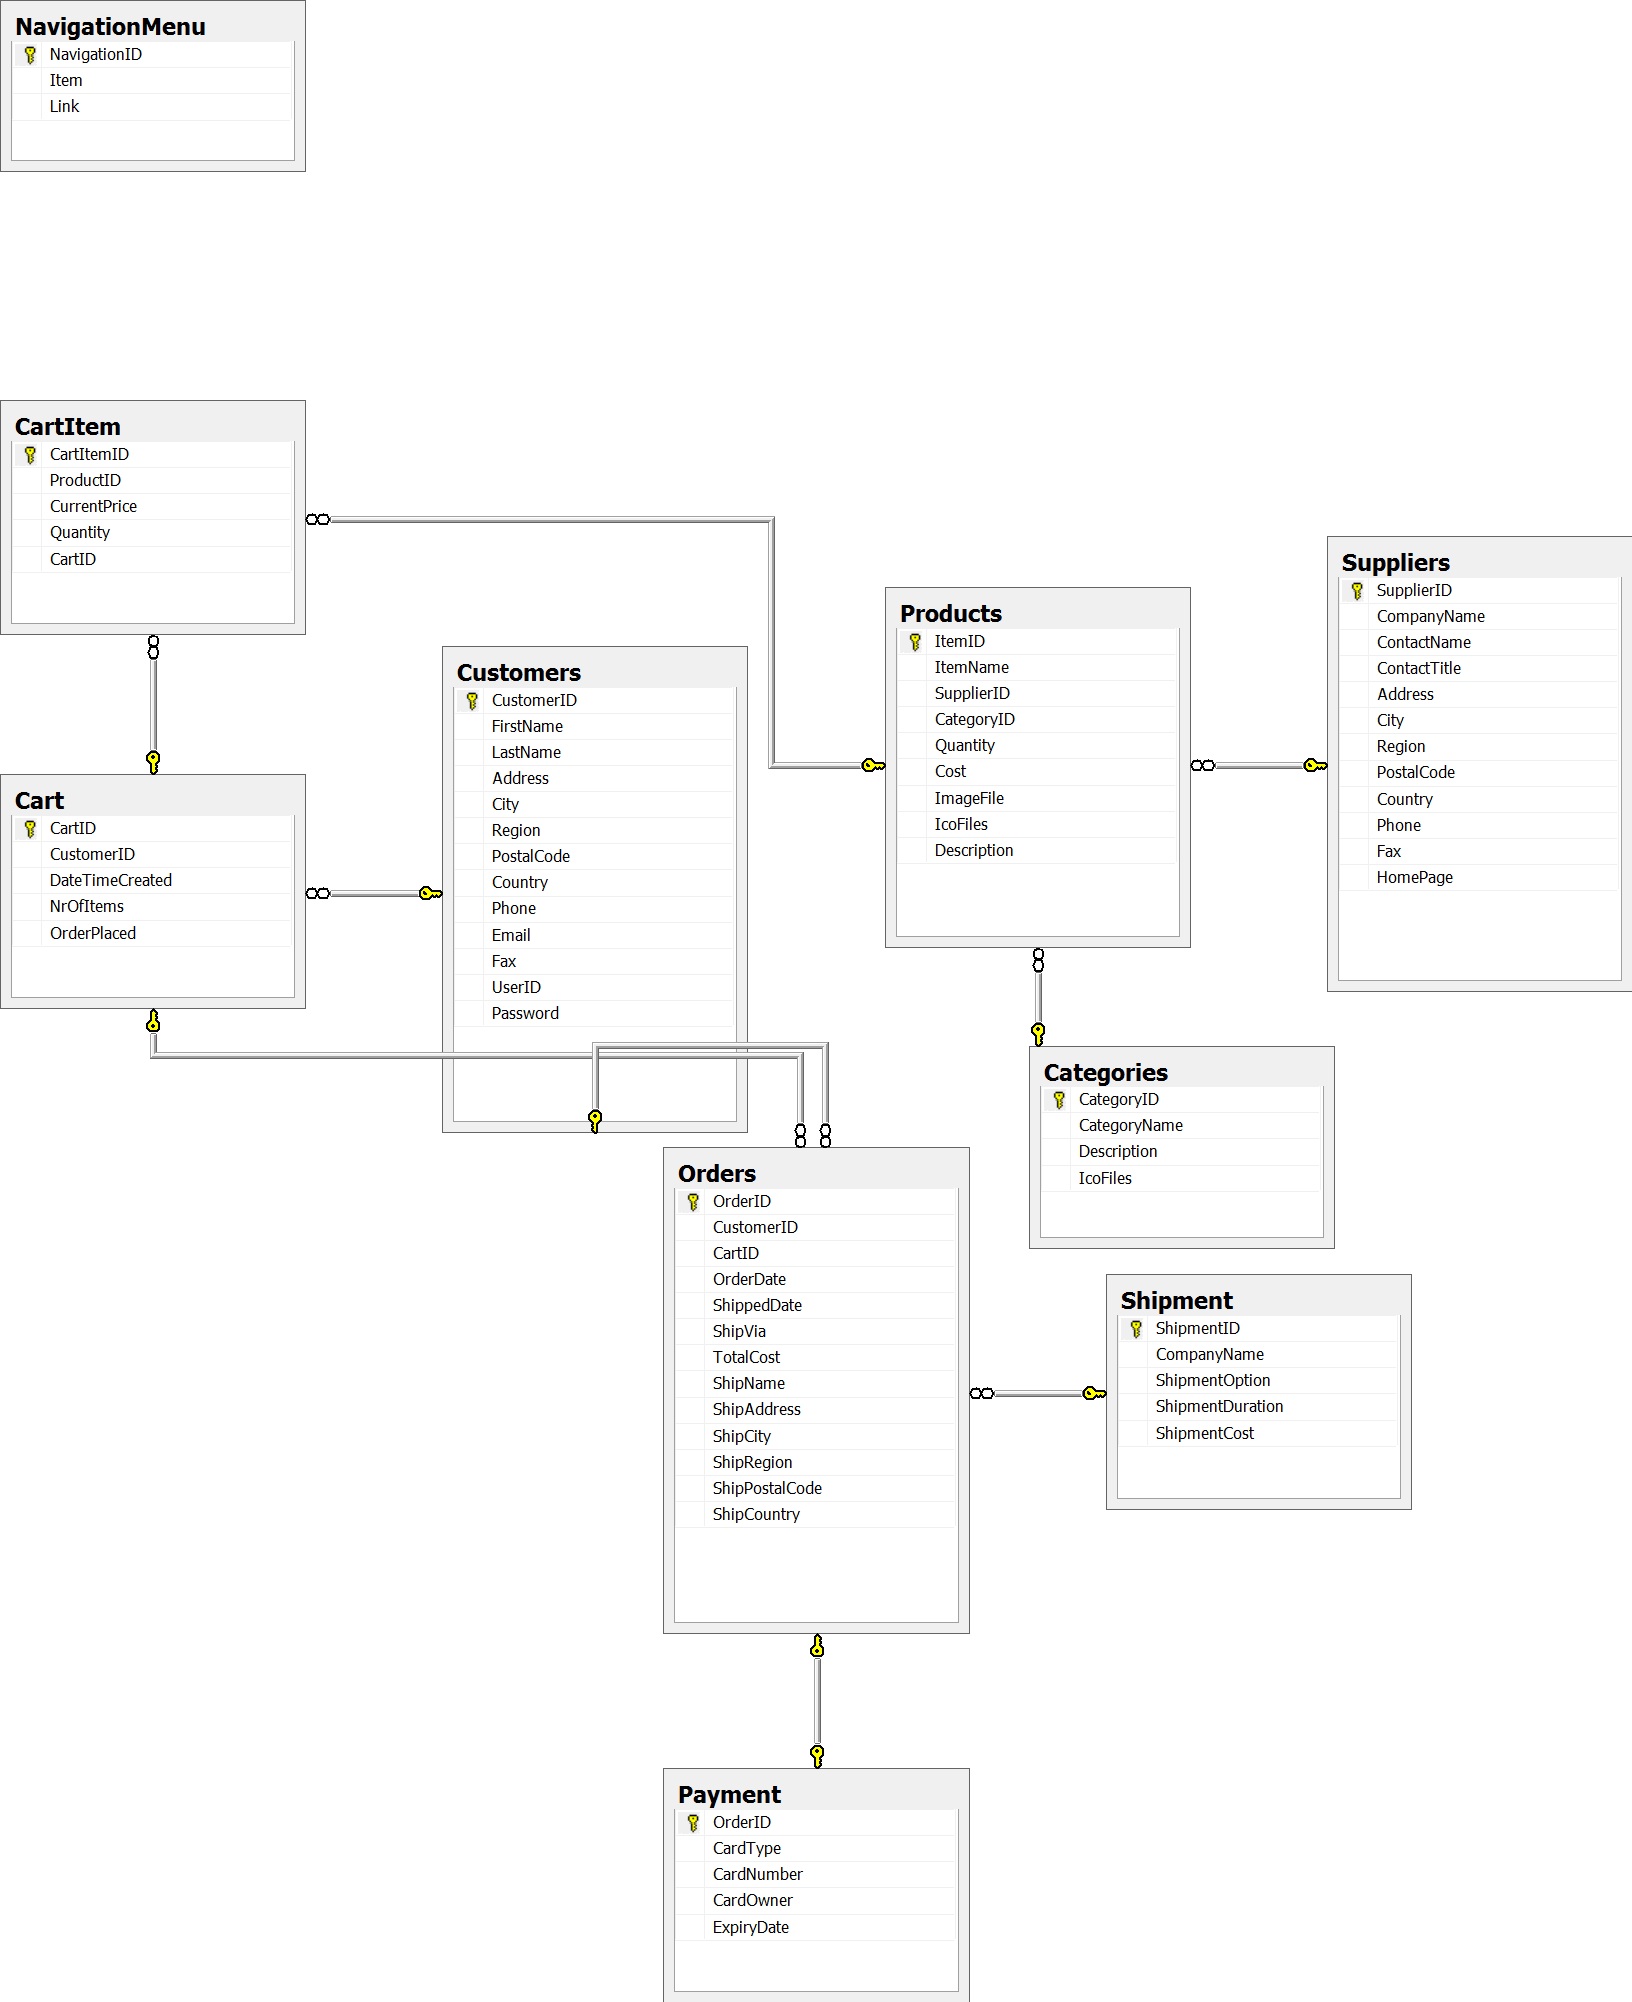 NavigationMenu
NavigationID
Item
Link
CartItem
CartItemID
ProductID
CurrentPrice
Quantity
CartID
Cart
CartID
CustomerID
DateTimeCreated
NrOfItems
OrderPlaced
Customers
CustomerID
FirstName
LastName
Address
City
Region
PostalCode
Country
Phone
Email
Fax
UserID
Password
Products
ItemID
ItemName
SupplierID
CategoryID
Quantity
Cost
ImageFile
IcoFiles
Description
Suppliers
SupplierID
CompanyName
ContactName
ContactTitle
Address
City
Region
PostalCode
Country
Phone
Fax
HomePage
Categories
CategoryID
CategoryName
Description
IcoFiles
Orders
OrderID
CustomerID
CartID
OrderDate
ShippedDate
ShipVia
TotalCost
ShipName
ShipAddress
ShipCity
ShipRegion
ShipPostalCode
ShipCountry
Shipment
ShipmentID
CompanyName
ShipmentOption
ShipmentDuration
ShipmentCost
Payment
OrderID
CardType
CardNumber
CardOwner
ExpiryDate